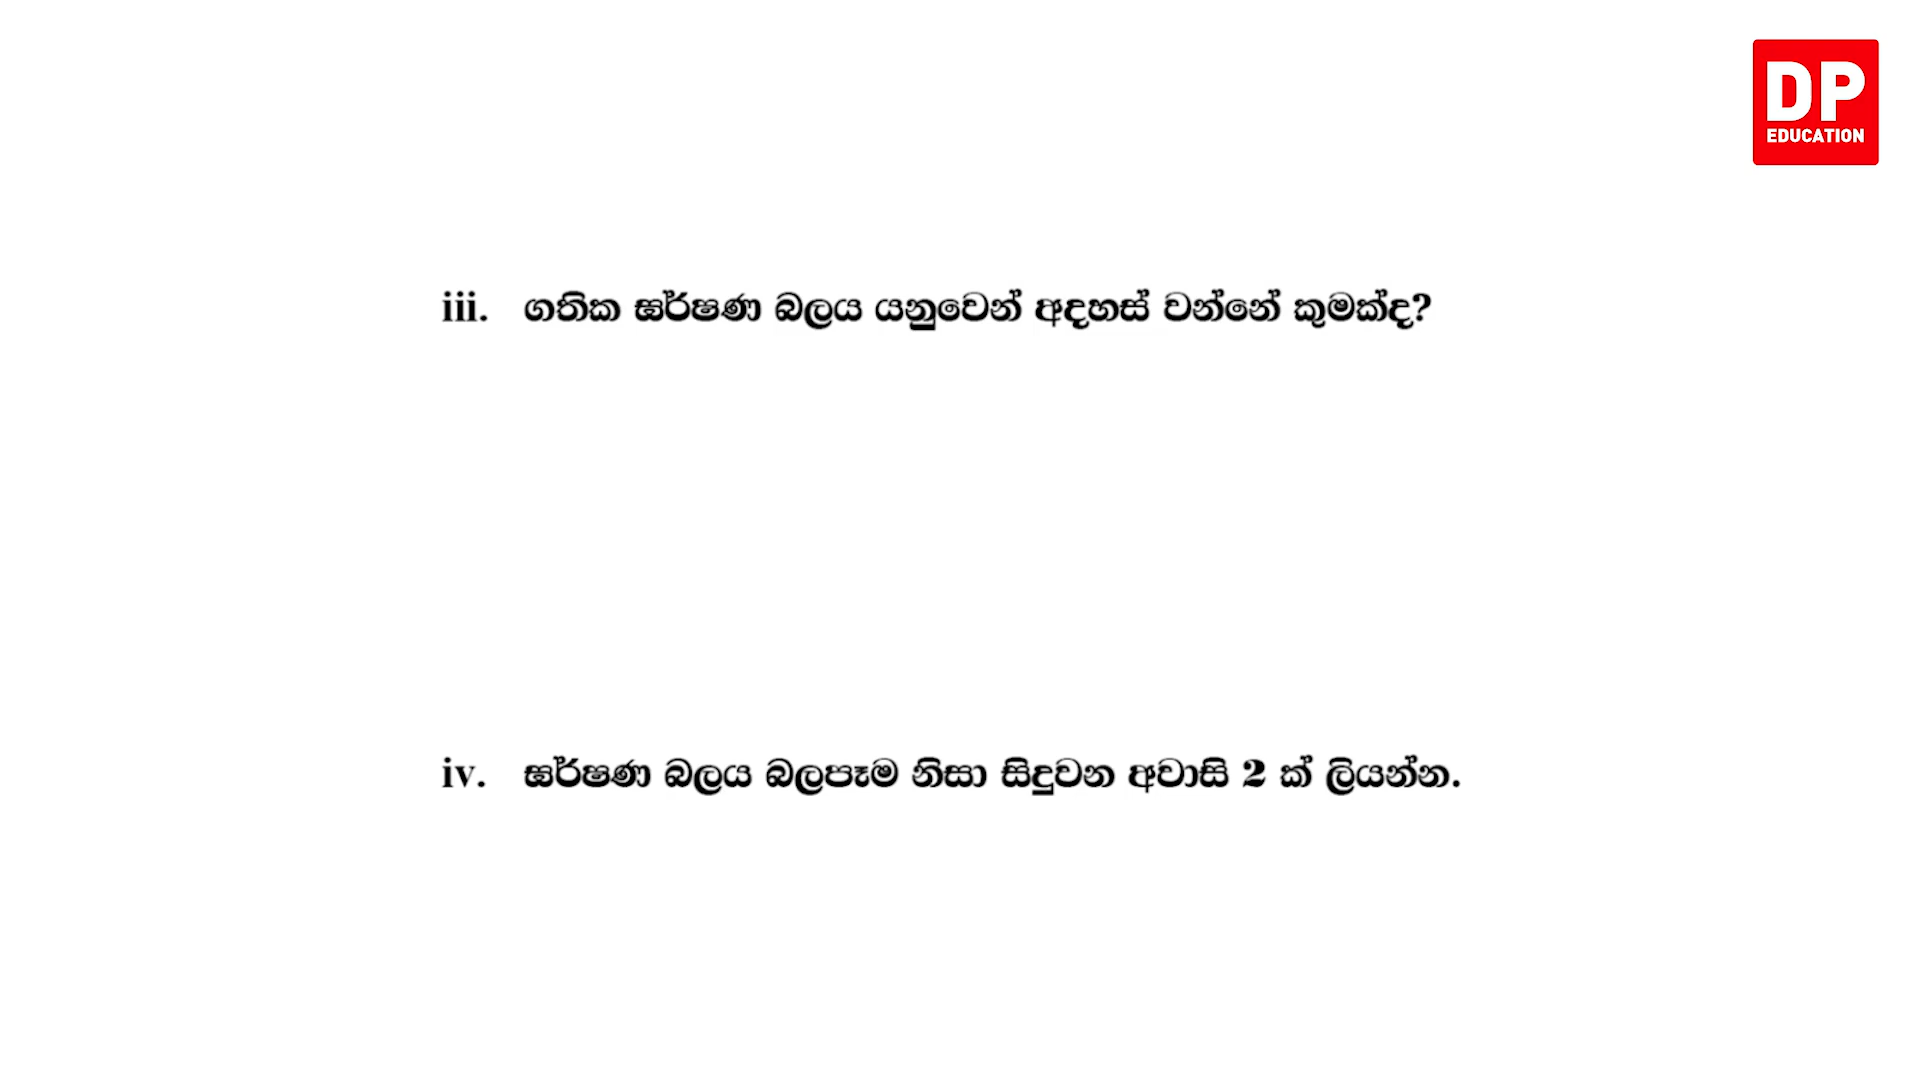 DP
EDUCATION
iii. ගතික ඝර්ෂණ බලය යනුවෙන් අදහස් වන්නේ කුමක්ද?
iv. ඝර්ෂණ බලය බලපෑම නිසා සිදුවන අවාසි 2 ක් ලියන්න.